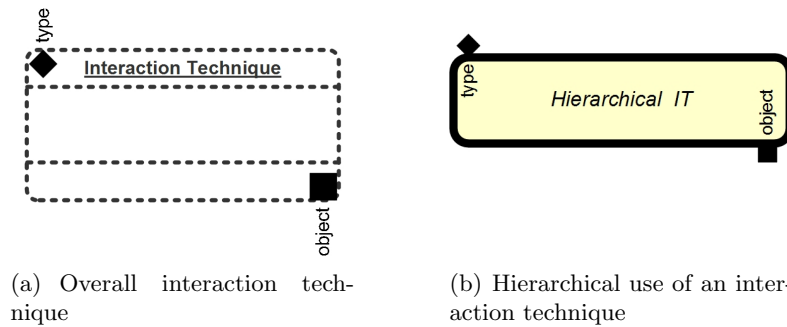 type
Interaction Technique
object
type
Hierarchical IT
object
(a) Overall interaction tech-
nique
(b) Hierarchical use of an inter-
action technique